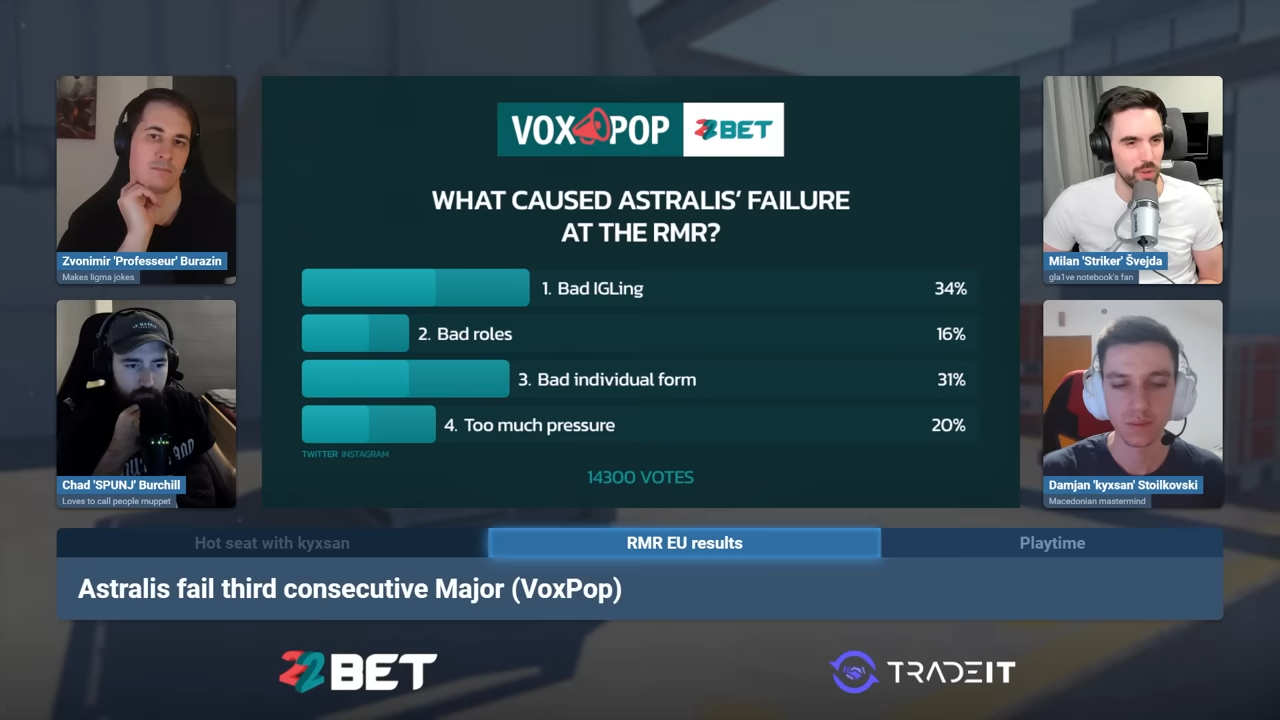 VOX POP 22BET
WHAT CAUSED ASTRALIS' FAILURE
AT THE RMR?
1. Bad IGLing 34%
2. Bad roles 16%
3. Bad individual form 31%
4. Too much pressure 20%
TWITTER INSTAGRAM
14300 VOTES
Zvonimir 'Professeur' Burazin
Makes ligma jokes
Chad 'SPUNJ' Burchill
Loves to call people muppet
Milan 'Striker' Švejda
gla1ve notebook's fan
Damjan 'kyxsan' Stoilkovski
Macedonian mastermind
Hot seat with kyxsan
RMR EU results
Playtime
Astralis fail third consecutive Major (VoxPop)
22BET
TRADEIT